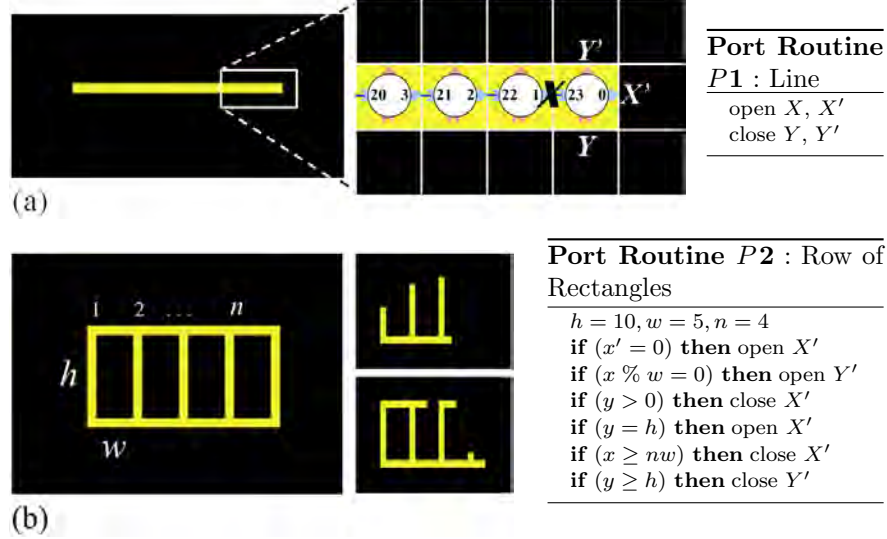 Y'
20 3 21 2 22 1 X 23 0 X'
Y
(a)
Port Routine
P1 : Line
open X, X′
close Y, Y′
1 2 ... n
h
w
(b)
Port Routine P2 : Row of
Rectangles
h = 10, w = 5, n = 4
if (x′ = 0) then open X′
if (x % w = 0) then open Y′
if (y > 0) then close X′
if (y = h) then open X′
if (x ≥ nw) then close X′
if (y ≥ h) then close Y′